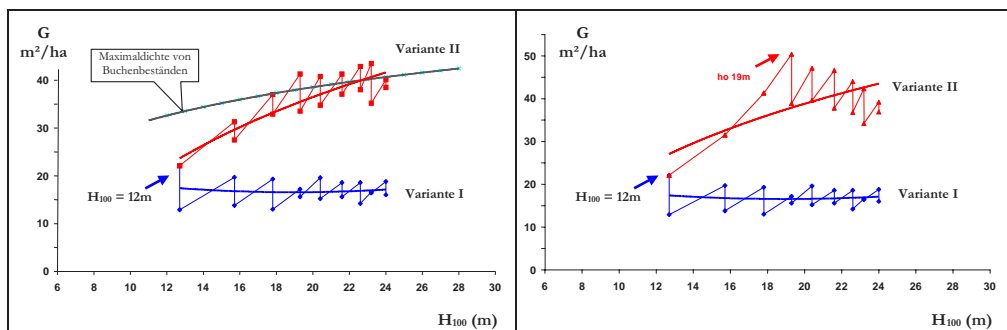 G
m²/ha
Maximaldichte von
Buchenbeständen
Variante II
H₁₀₀ = 12m
Variante I
40
30
20
10
0
6 8 10 12 14 16 18 20 22 24 26 28 30
H₁₀₀ (m)
G
m²/ha
ho 19m
Variante II
H₁₀₀ = 12m
Variante I
50
40
30
20
10
0
6 8 10 12 14 16 18 20 22 24 26 28 30
H₁₀₀ (m)